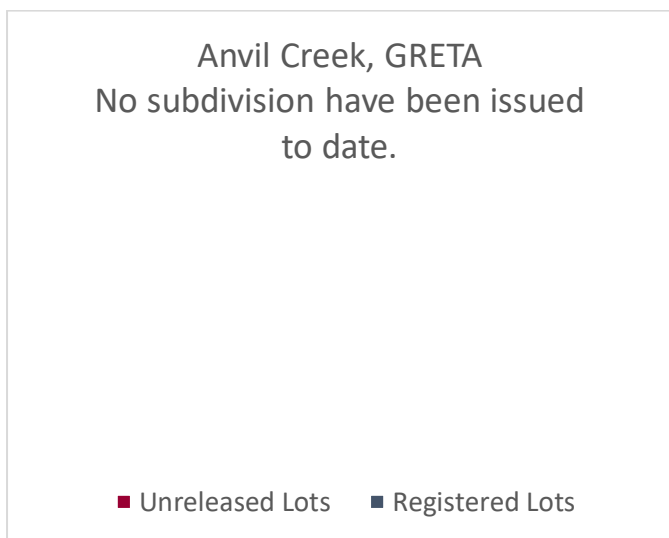 Anvil Creek, GRETA
No subdivision have been issued
to date.
Unreleased Lots Registered Lots